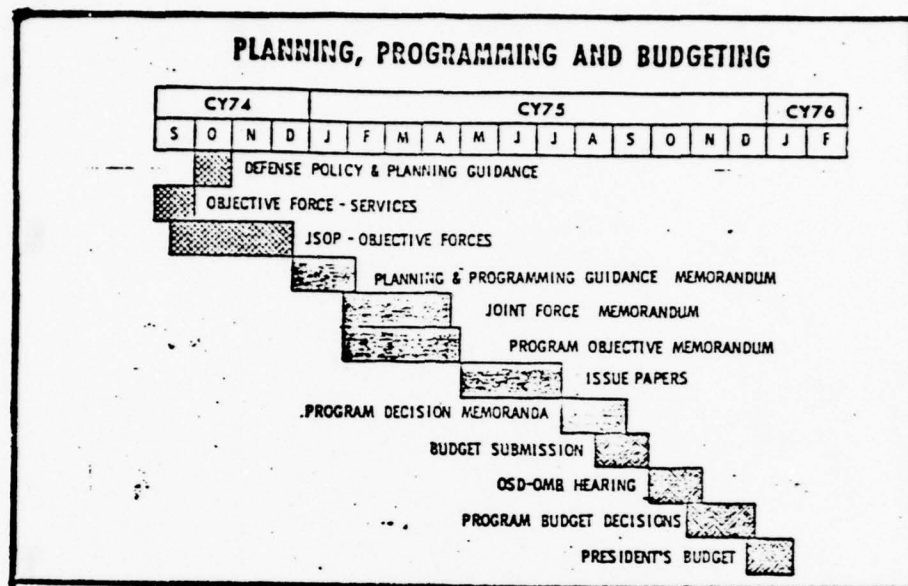 PLANNING, PROGRAMMING AND BUDGETING
CY74 CY75 CY76
S O N D J F M A M J J A S O N D J F
DEFENSE POLICY & PLANNING GUIDANCE
OBJECTIVE FORCE - SERVICES
JSOP - OBJECTIVE FORCES
PLANNING & PROGRAMMING GUIDANCE MEMORANDUM
JOINT FORCE MEMORANDUM
PROGRAM OBJECTIVE MEMORANDUM
ISSUE PAPERS
PROGRAM DECISION MEMORANDA
BUDGET SUBMISSION
OSD-OMB HEARING
PROGRAM BUDGET DECISIONS
PRESIDENT'S BUDGET